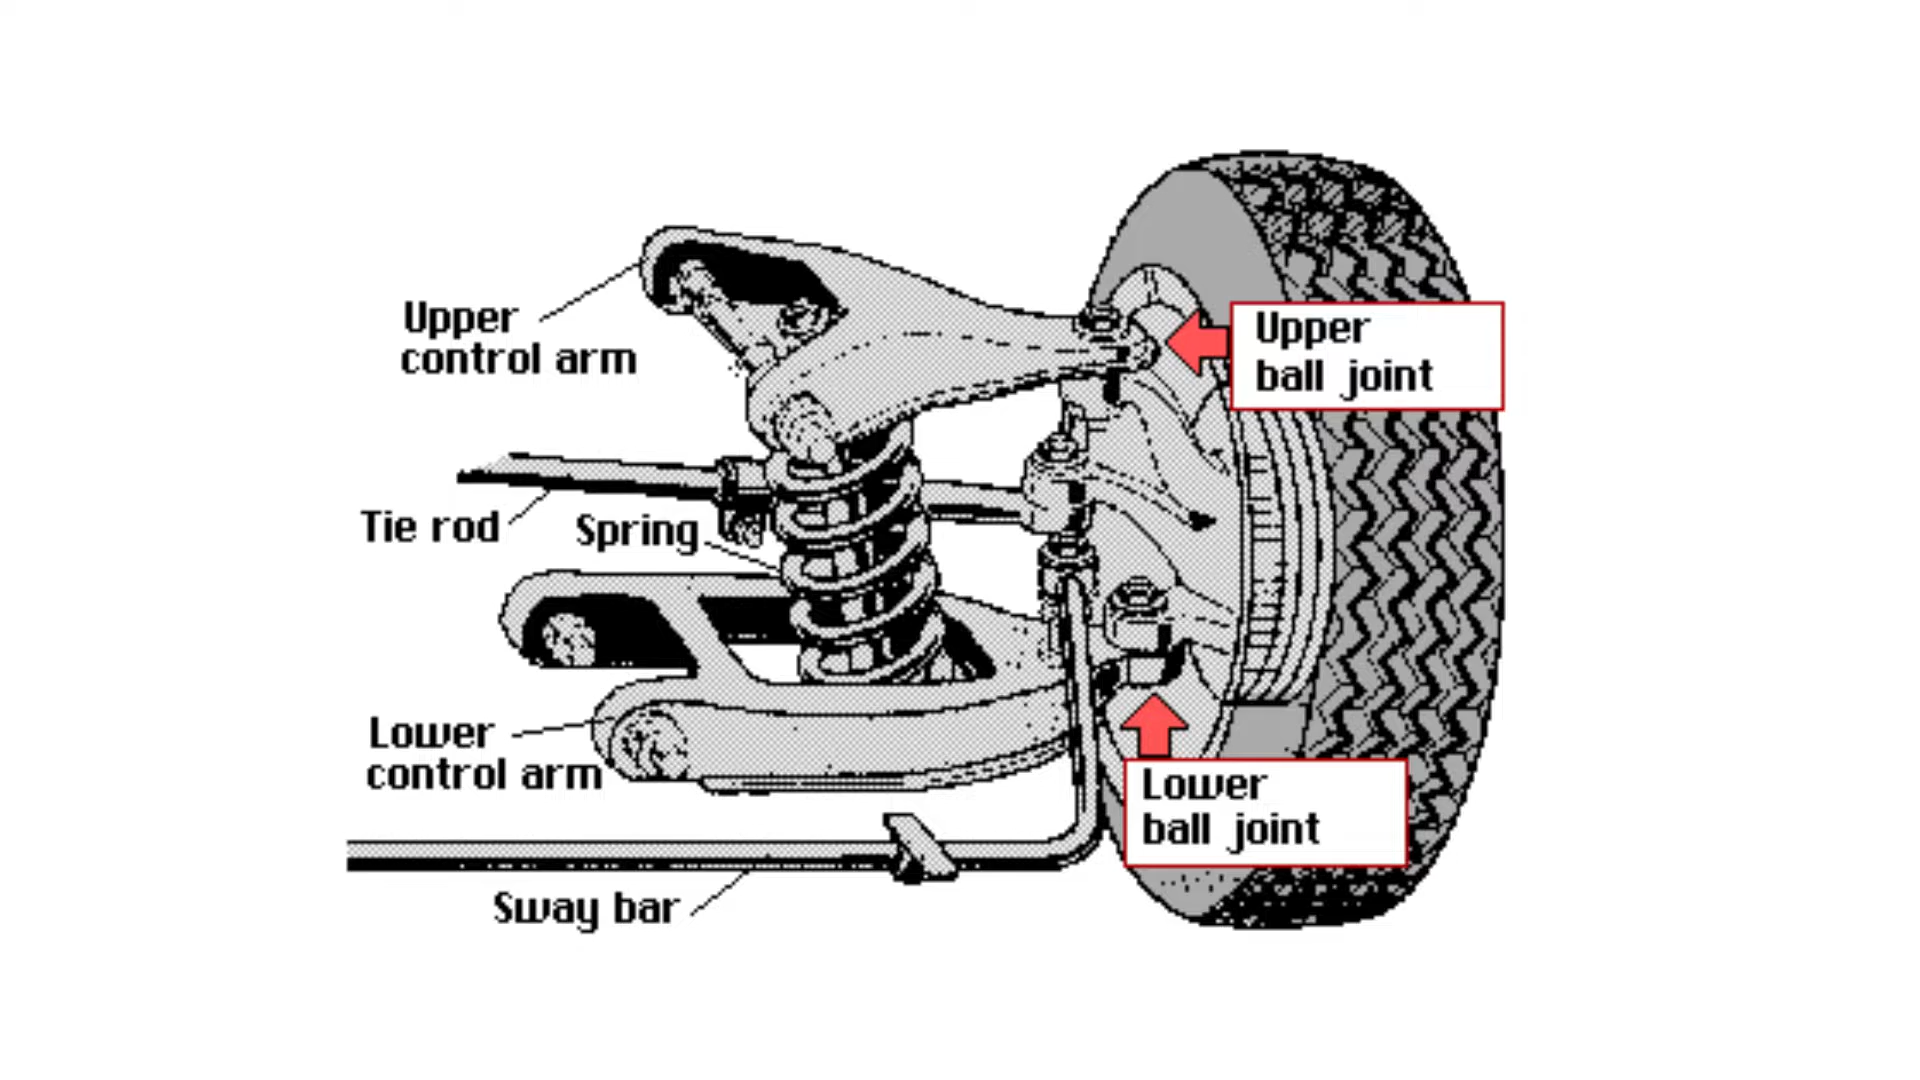 Upper
control arm
Upper
ball joint
Tie rod
Spring
Lower
control arm
Lower
ball joint
Sway bar